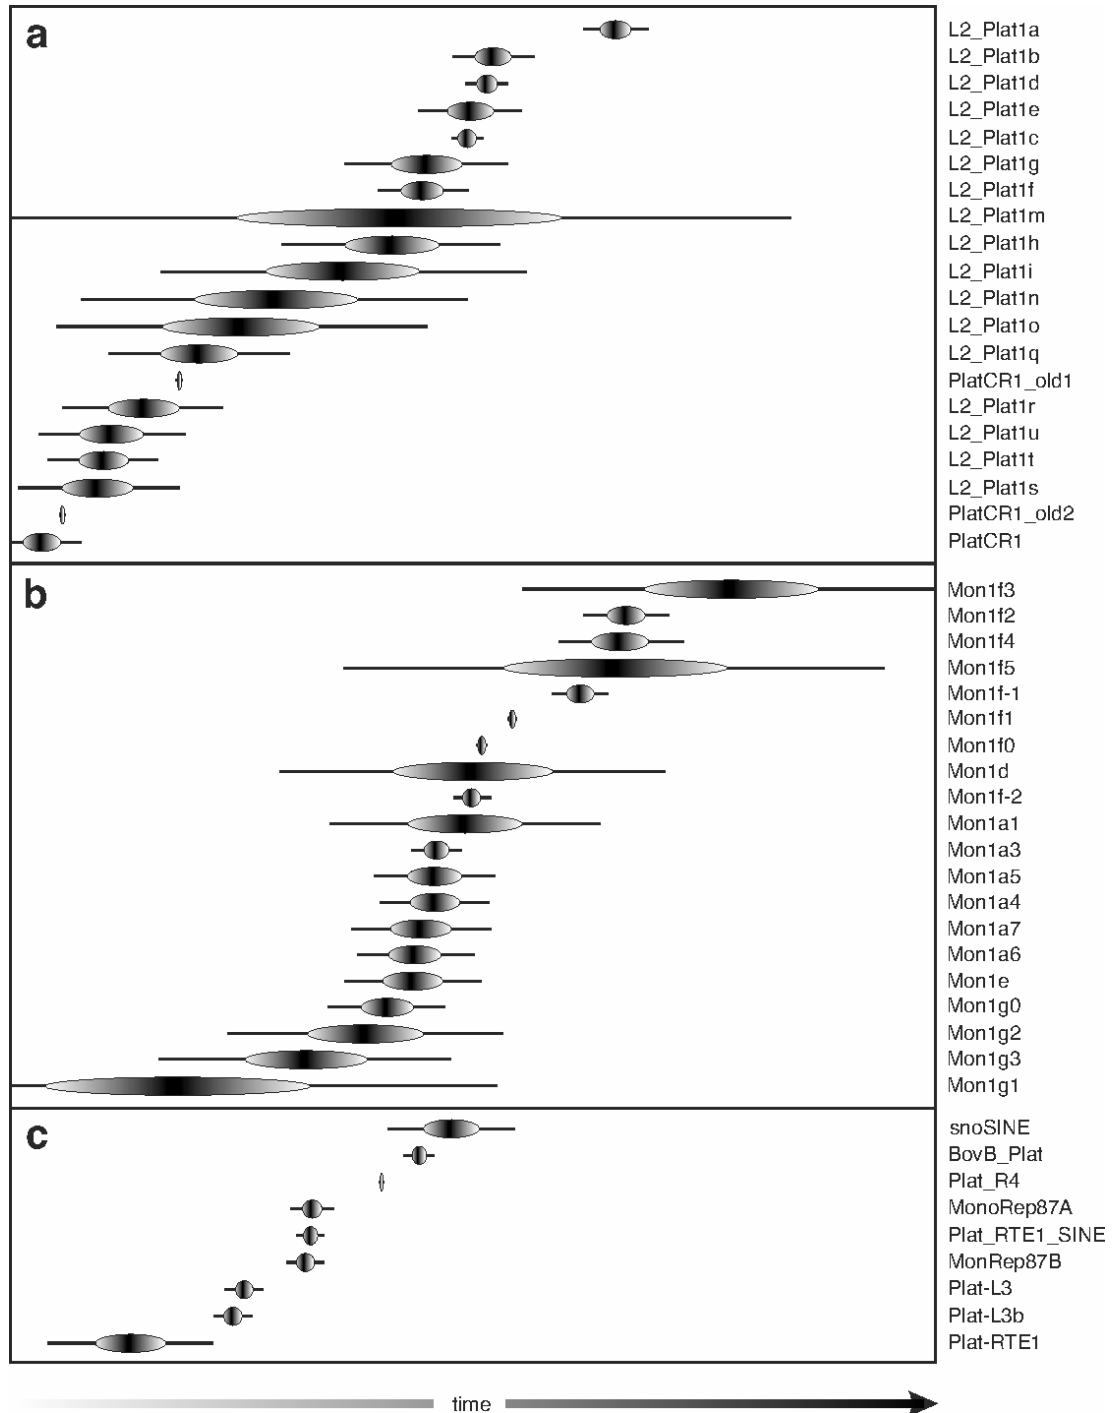 a
L2_Plat1a
L2_Plat1b
L2_Plat1d
L2_Plat1e
L2_Plat1c
L2_Plat1g
L2_Plat1f
L2_Plat1m
L2_Plat1h
L2_Plat1i
L2_Plat1n
L2_Plat1o
L2_Plat1q
PlatCR1_old1
L2_Plat1r
L2_Plat1u
L2_Plat1t
L2_Plat1s
PlatCR1_old2
PlatCR1
b
Mon1f3
Mon1f2
Mon1f4
Mon1f5
Mon1f-1
Mon1f1
Mon1f0
Mon1d
Mon1f-2
Mon1a1
Mon1a3
Mon1a5
Mon1a4
Mon1a7
Mon1a6
Mon1e
Mon1g0
Mon1g2
Mon1g3
Mon1g1
c
snoSINE
BovB_Plat
Plat_R4
MonoRep87A
Plat_RTE1_SINE
MonRep87B
Plat-L3
Plat-L3b
Plat-RTE1
time